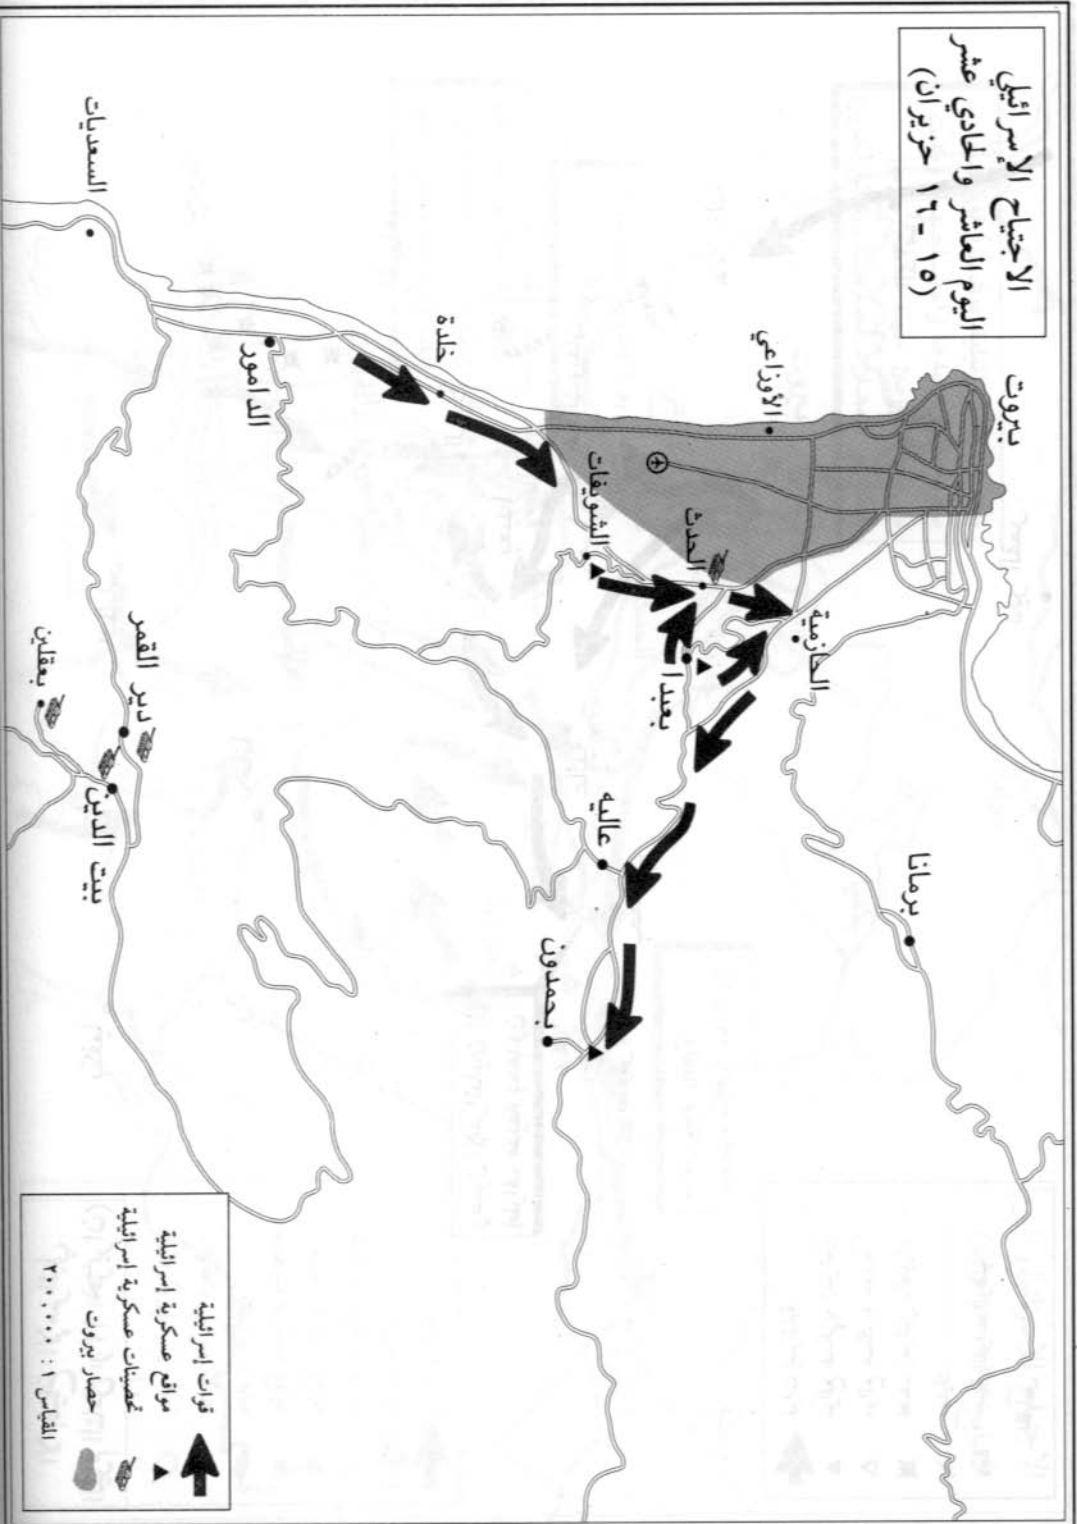 الاجتياح الإسرائيلي
اليوم العاشر والحادي عشر
(١٥ - ١٦ حزيران)
بيروت
الأوزاعي
خلدة
السعديات
الدامور
الشويفات
الحدث
الحازمية
بعبدا
برمانا
عاليه
بحمدون
دير القمر
بعقلين
بيت الدين
قوات إسرائيلية
مواقع عسكرية إسرائيلية
تحصينات عسكرية إسرائيلية
حصار بيروت
المقياس ١ : ٢٠٠,٠٠٠